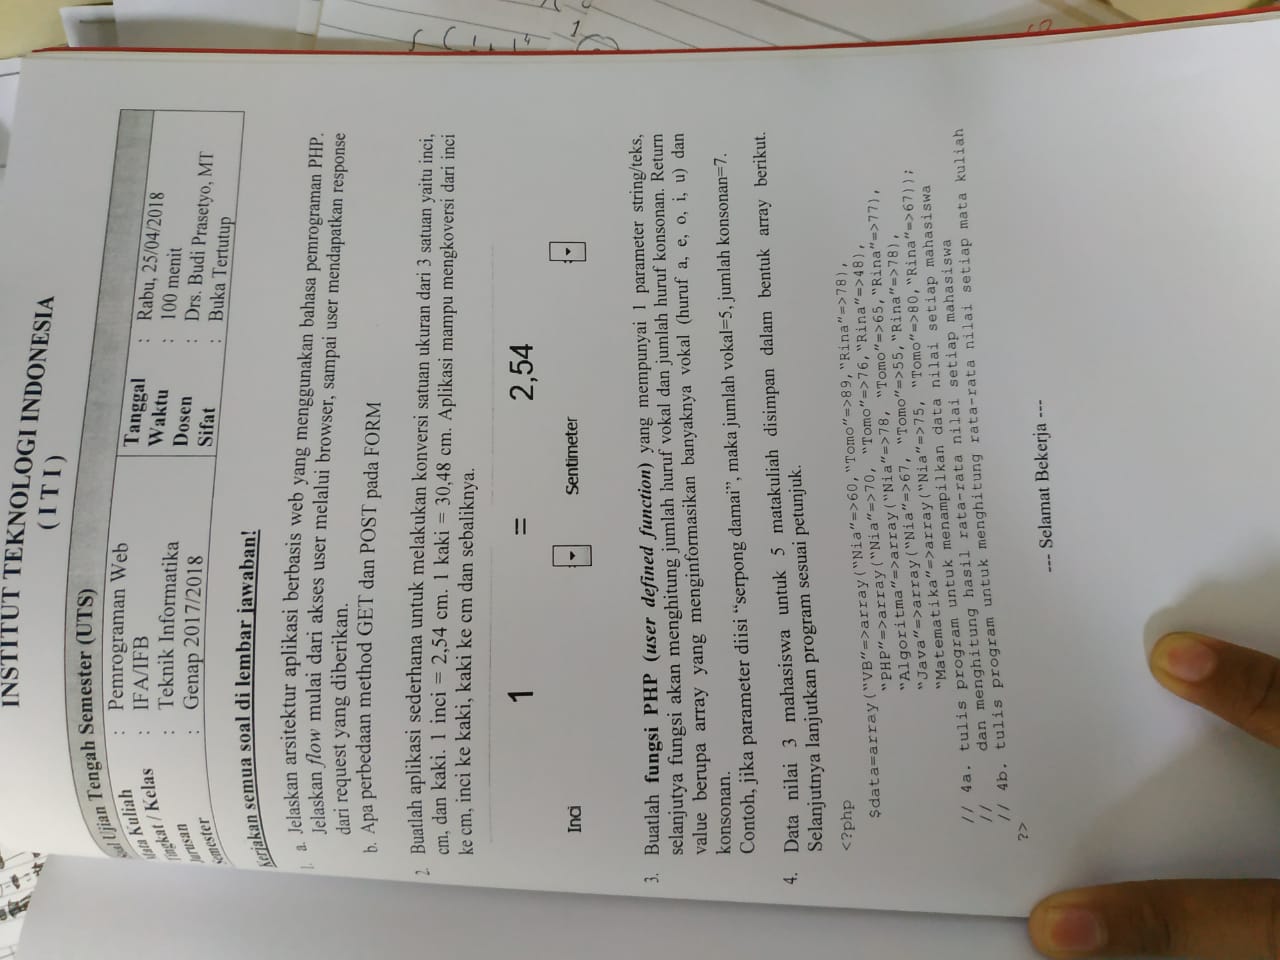 INSTITUT TEKNOLOGI INDONESIA
( I T I )
Soal Ujian Tengah Semester (UTS)
Mata Kuliah : Pemrograman Web
Tingkat / Kelas : IFA/IFB
Jurusan : Teknik Informatika
Semester : Genap 2017/2018
Tanggal : Rabu, 25/04/2018
Waktu : 100 menit
Dosen : Drs. Budi Prasetyo, MT
Sifat : Buka Tertutup
Kerjakan semua soal di lembar jawaban!
1. a. Jelaskan arsitektur aplikasi berbasis web yang menggunakan bahasa pemrograman PHP.
Jelaskan flow mulai dari akses user melalui browser, sampai user mendapatkan response
dari request yang diberikan.
b. Apa perbedaan method GET dan POST pada FORM
2. Buatlah aplikasi sederhana untuk melakukan konversi satuan ukuran dari 3 satuan yaitu inci,
cm, dan kaki. 1 inci = 2,54 cm. 1 kaki = 30,48 cm. Aplikasi mampu mengkoversi dari inci
ke cm, inci ke kaki, kaki ke cm dan sebaliknya.
1 = 2,54
Inci Sentimeter
3. Buatlah fungsi PHP (user defined function) yang mempunyai 1 parameter string/teks,
selanjutya fungsi akan menghitung jumlah huruf vokal dan jumlah huruf konsonan. Return
value berupa array yang menginformasikan banyaknya vokal (huruf a, e, o, i, u) dan
konsonan.
Contoh, jika parameter diisi “serpong damai”, maka jumlah vokal=5, jumlah konsonan=7.
4. Data nilai 3 mahasiswa untuk 5 matakuliah disimpan dalam bentuk array berikut.
Selanjutnya lanjutkan program sesuai petunjuk.
<?php
$data=array(“VB”=>array(“Nia”=>60,“Tomo”=>89,“Rina”=>78),
“PHP”=>array(“Nia”=>70, “Tomo”=>76,“Rina”=>48),
“Algoritma”=>array(“Nia”=>78, “Tomo”=>65,“Rina”=>77),
“Java”=>array(“Nia”=>67, “Tomo”=>55,“Rina”=>78),
“Matematika”=>array(“Nia”=>75, “Tomo”=>80,“Rina”=>67));
// 4a. tulis program untuk menampilkan data nilai setiap mahasiswa
// dan menghitung hasil rata-rata nilai setiap mahasiswa
// 4b. tulis program untuk menghitung rata-rata nilai setiap mata kuliah
?>
--- Selamat Bekerja ---